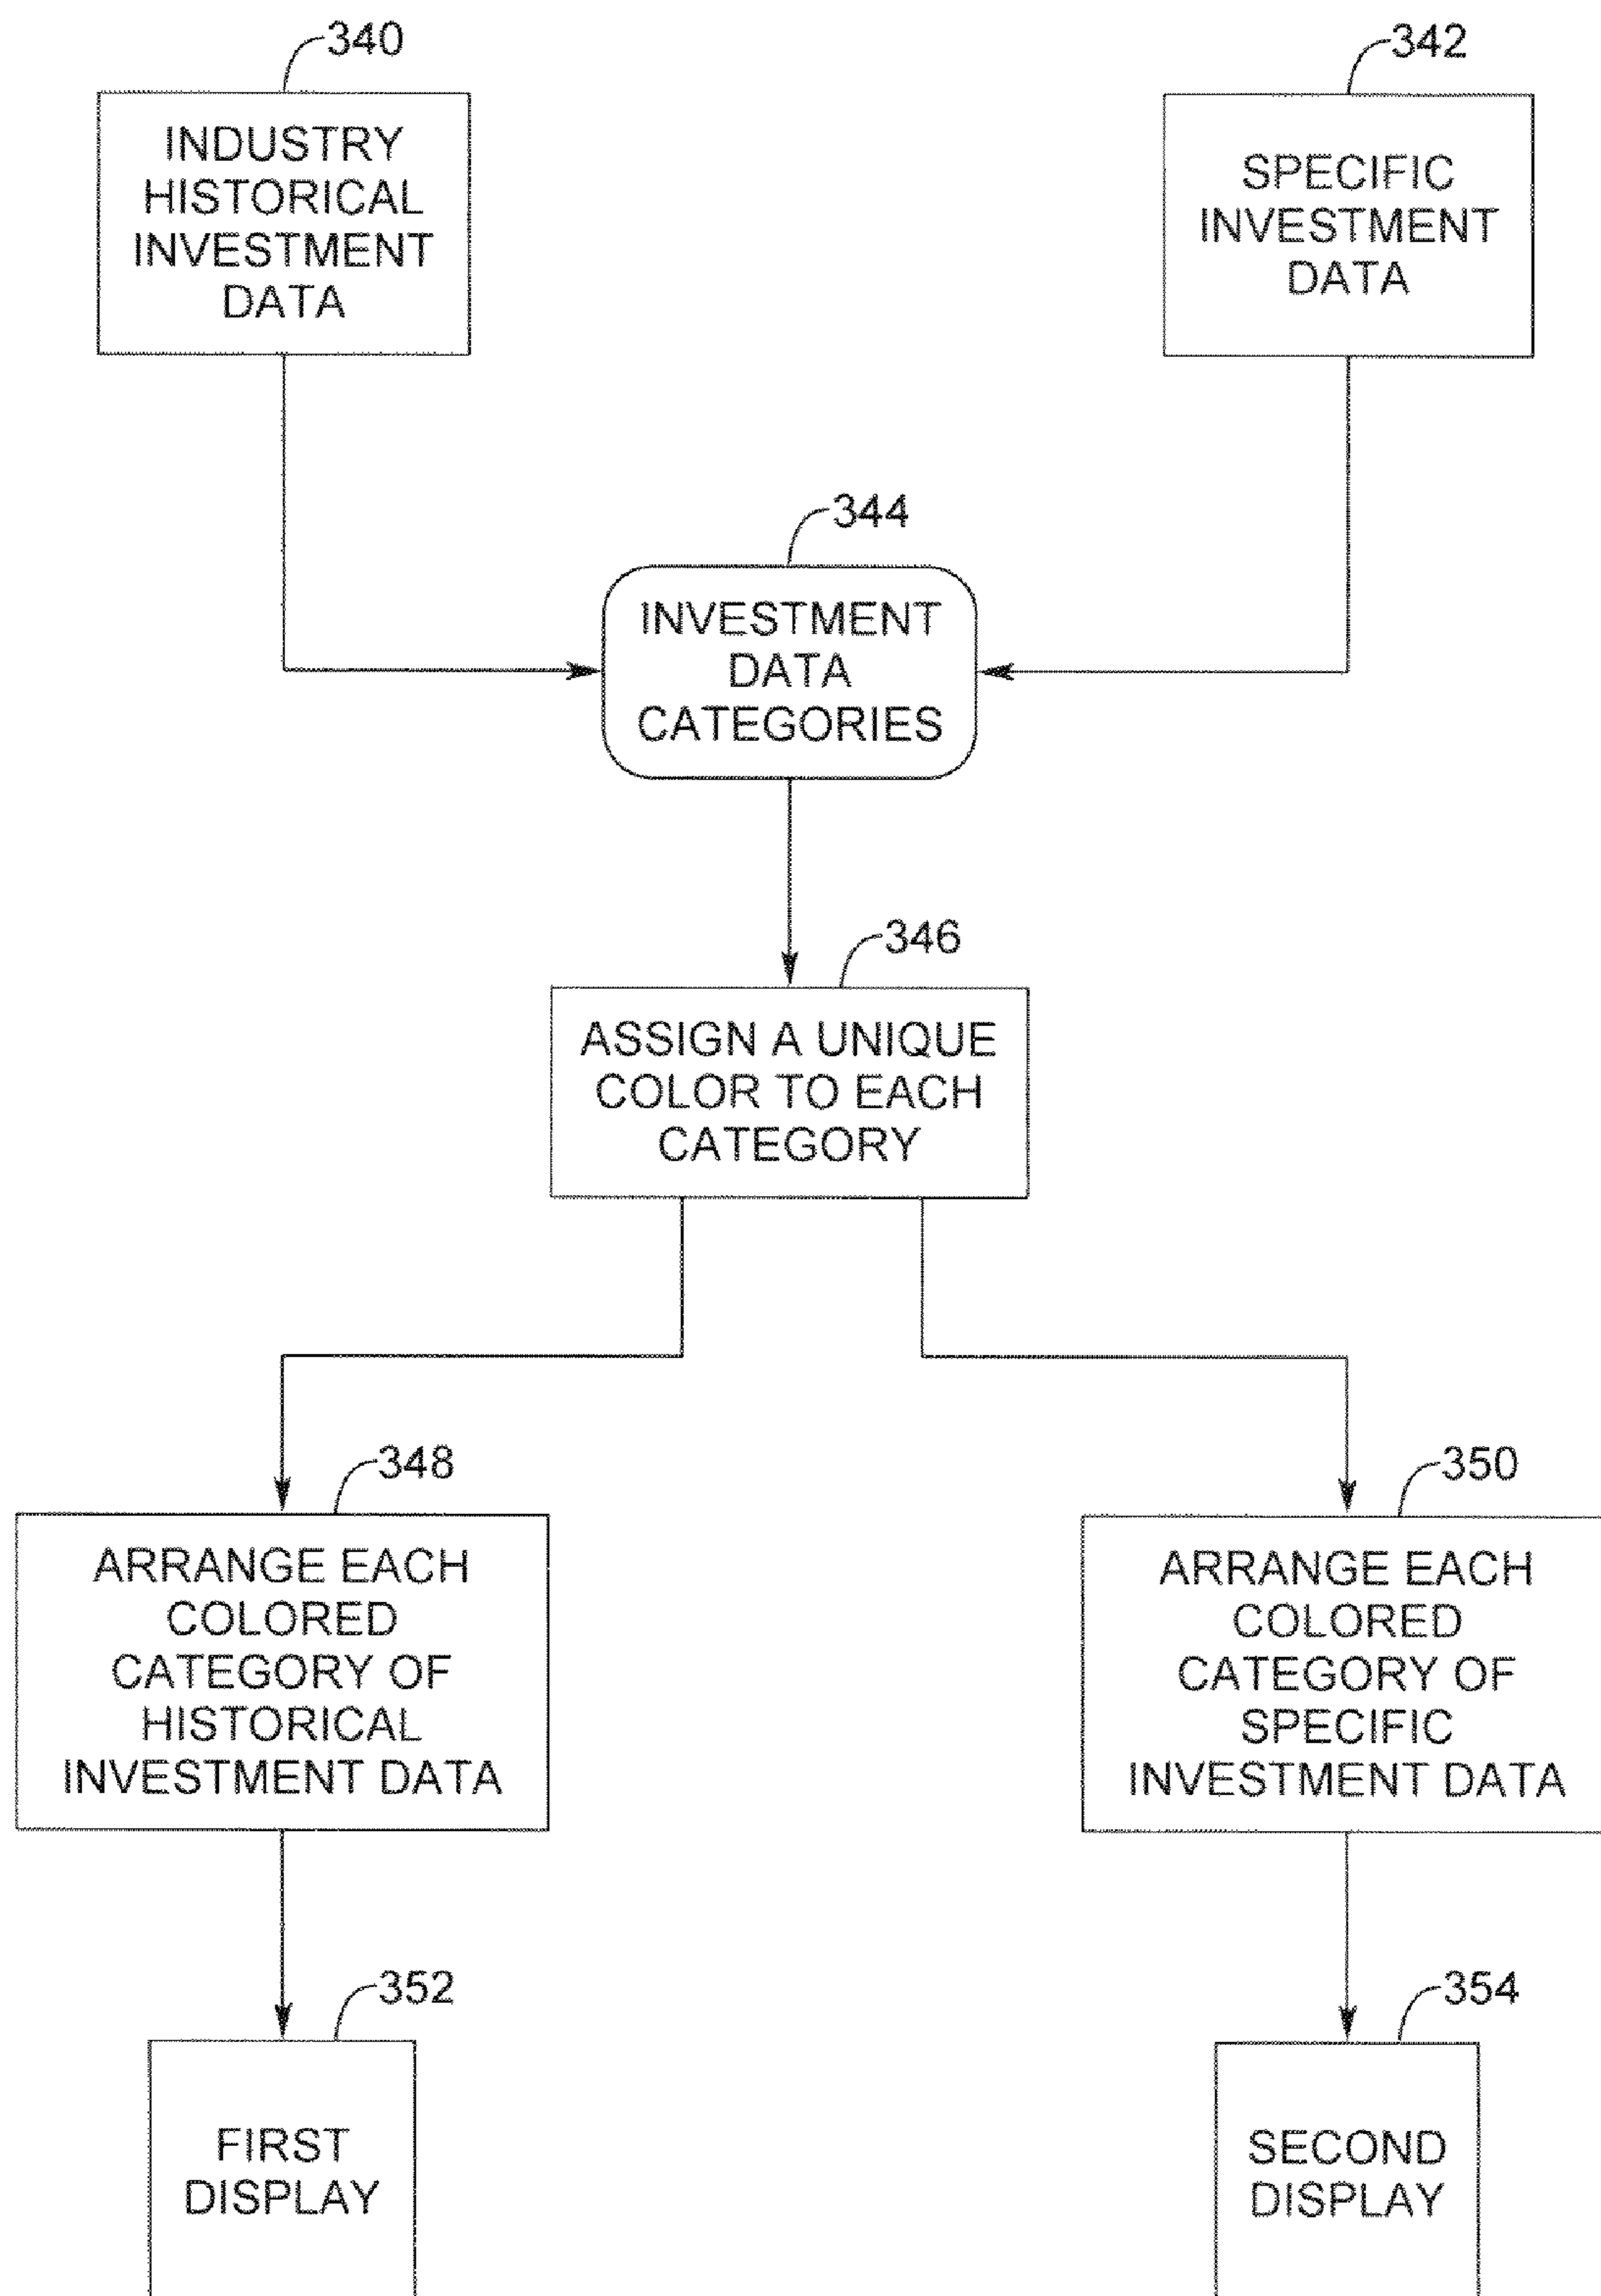 340
INDUSTRY
HISTORICAL
INVESTMENT
DATA
342
SPECIFIC
INVESTMENT
DATA
344
INVESTMENT
DATA
CATEGORIES
346
ASSIGN A UNIQUE
COLOR TO EACH
CATEGORY
348
ARRANGE EACH
COLORED
CATEGORY OF
HISTORICAL
INVESTMENT DATA
350
ARRANGE EACH
COLORED
CATEGORY OF
SPECIFIC
INVESTMENT DATA
352
FIRST
DISPLAY
354
SECOND
DISPLAY